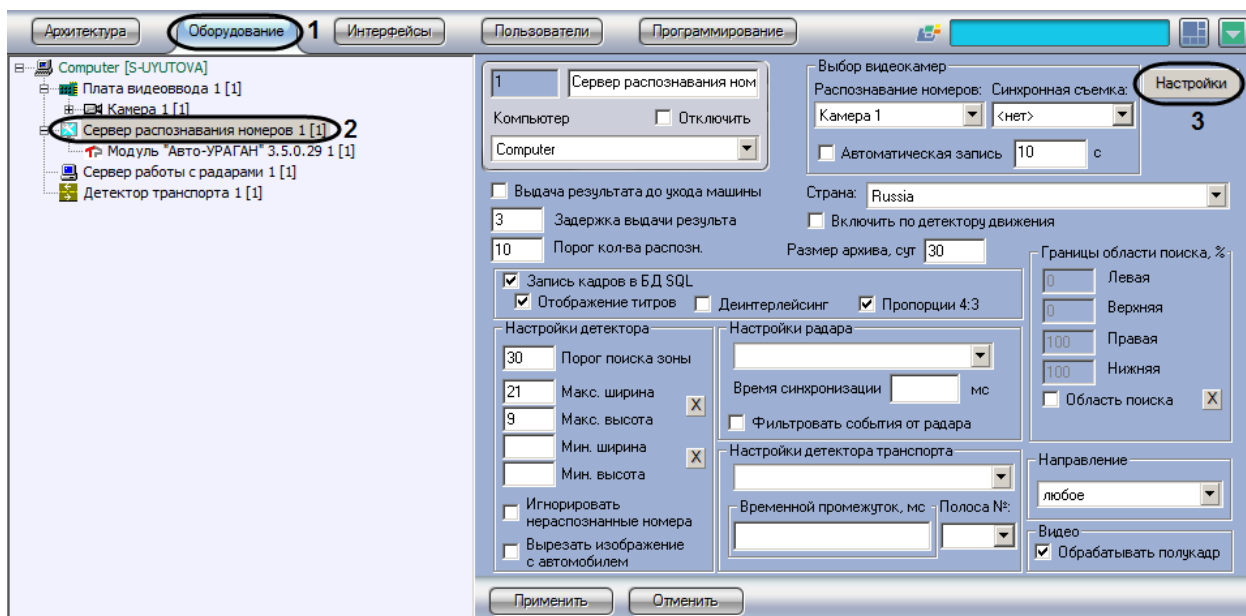 Архитектура Оборудование 1 Интерфейсы Пользователи Программирование
Computer [S-UYUTOVA]
Плата видеоввода 1 [1]
Камера 1 [1]
Сервер распознавания номеров 1 [1] 2
Модуль "Авто-УРАГАН" 3.5.0.29 1 [1]
Сервер работы с радарами 1 [1]
Детектор транспорта 1 [1]
1 Сервер распознавания ном
Компьютер Отключить
Computer
Выбор видеокамер
Распознавание номеров: Синхронная съемка:
Камера 1 <нет>
Автоматическая запись 10 с
Настройки
3
Выдача результата до ухода машины
3 Задержка выдачи результа
10 Порог кол-ва распозн.
Страна: Russia
Включить по детектору движения
Размер архива, сут 30
Запись кадров в БД SQL
Отображение титров Деинтерлейсинг Пропорции 4:3
Границы области поиска, %
0 Левая
0 Верхняя
100 Правая
100 Нижняя
Область поиска X
Настройки детектора
30 Порог поиска зоны
21 Макс. ширина
X
9 Макс. высота
Мин. ширина
X
Мин. высота
Игнорировать
нераспознанные номера
Вырезать изображение
с автомобилем
Настройки радара
Время синхронизации мс
Фильтровать события от радара
Настройки детектора транспорта
Временной промежуток, мс Полоса №:
Направление
любое
Видео
Обрабатывать полукадр
Применить Отменить